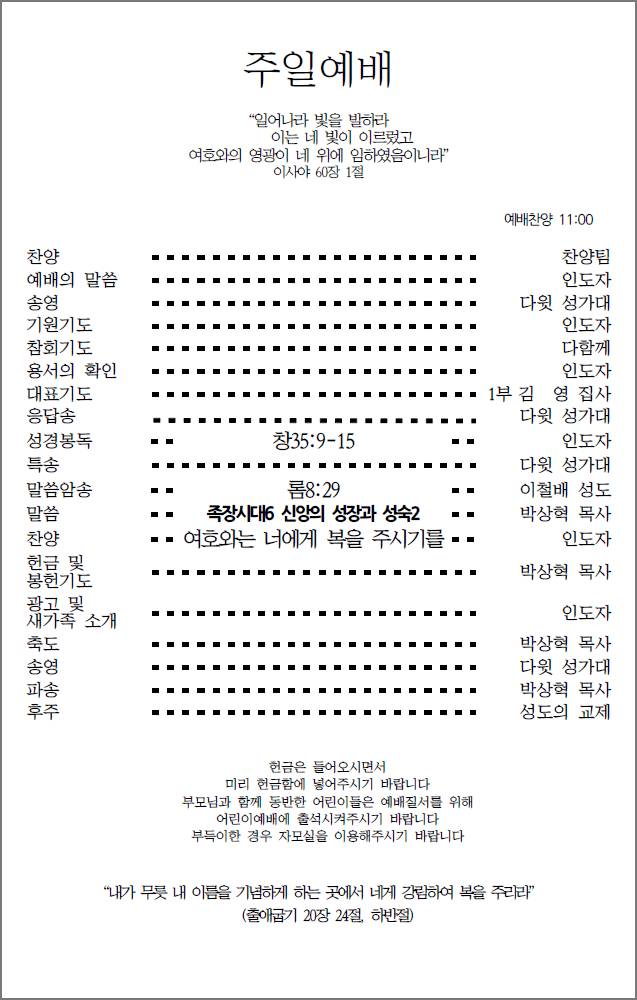 주일예배
“일어나라 빛을 발하라
이는 네 빛이 이르렀고
여호와의 영광이 네 위에 임하였음이니라”
이사야 60장 1절
예배찬양 11:00
찬양 찬양팀
예배의 말씀 인도자
송영 다윗 성가대
기원기도 인도자
참회기도 다함께
용서의 확인 인도자
대표기도 1부 김 영 집사
응답송 다윗 성가대
성경봉독 창35:9-15 인도자
특송 다윗 성가대
말씀암송 롬8:29 이철배 성도
말씀 족장시대6 신앙의 성장과 성숙2 박상혁 목사
찬양 여호와는 너에게 복을 주시기를 인도자
헌금 및
봉헌기도 박상혁 목사
광고 및
새가족 소개 인도자
축도 박상혁 목사
송영 다윗 성가대
파송 박상혁 목사
후주 성도의 교제
헌금은 들어오시면서
미리 헌금함에 넣어주시기 바랍니다
부모님과 함께 동반한 어린이들은 예배질서를 위해
어린이예배에 출석시켜주시기 바랍니다
부득이한 경우 자모실을 이용해주시기 바랍니다
“내가 무릇 내 이름을 기념하게 하는 곳에서 네게 강림하여 복을 주리라”
(출애굽기 20장 24절, 하반절)